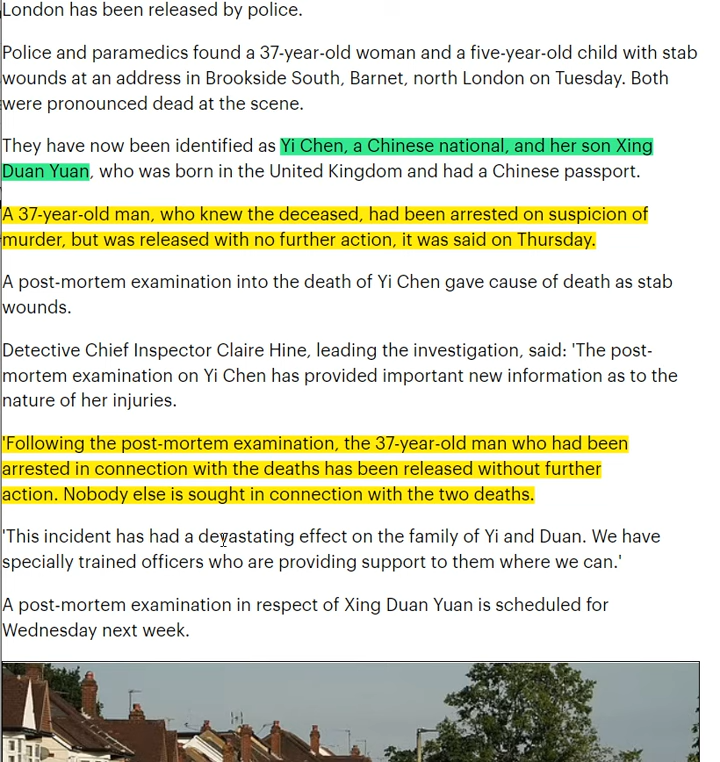 London has been released by police.
Police and paramedics found a 37-year-old woman and a five-year-old child with stab
wounds at an address in Brookside South, Barnet, north London on Tuesday. Both
were pronounced dead at the scene.
They have now been identified as Yi Chen, a Chinese national, and her son Xing
Duan Yuan, who was born in the United Kingdom and had a Chinese passport.
A 37-year-old man, who knew the deceased, had been arrested on suspicion of
murder, but was released with no further action, it was said on Thursday.
A post-mortem examination into the death of Yi Chen gave cause of death as stab
wounds.
Detective Chief Inspector Claire Hine, leading the investigation, said: 'The post-
mortem examination on Yi Chen has provided important new information as to the
nature of her injuries.
'Following the post-mortem examination, the 37-year-old man who had been
arrested in connection with the deaths has been released without further
action. Nobody else is sought in connection with the two deaths.
'This incident has had a devastating effect on the family of Yi and Duan. We have
specially trained officers who are providing support to them where we can.'
A post-mortem examination in respect of Xing Duan Yuan is scheduled for
Wednesday next week.